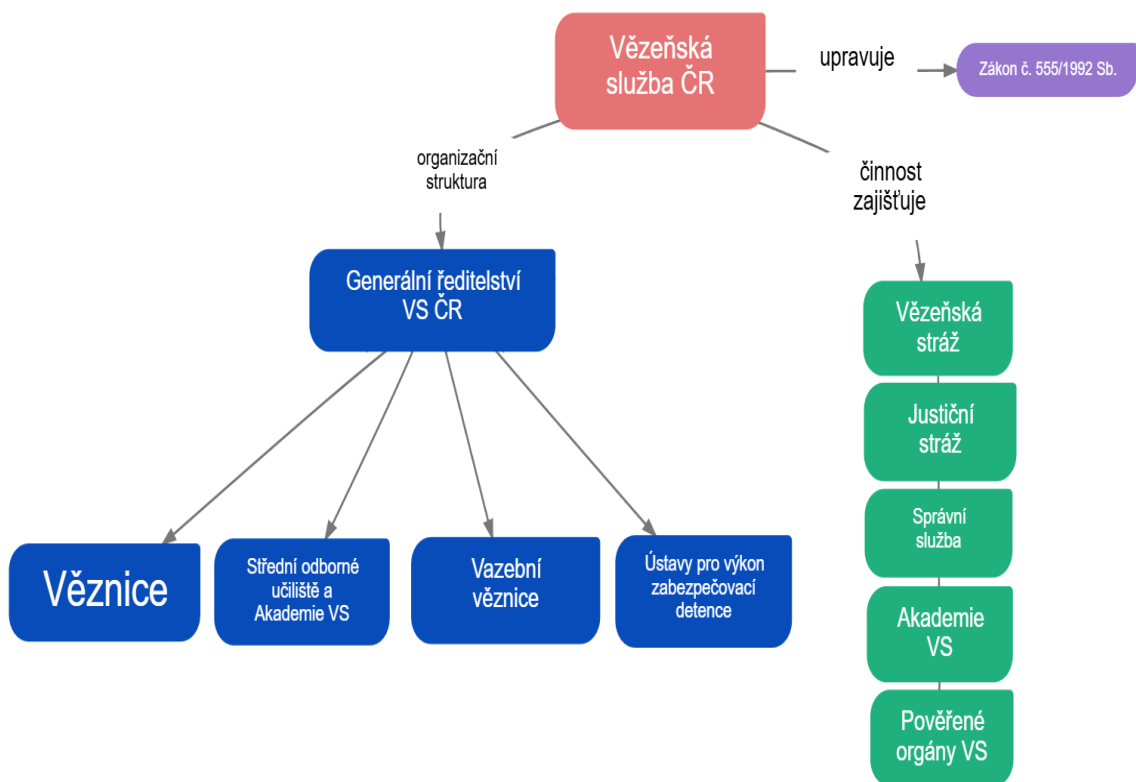 Vězeňská
služba ČR
upravuje
Zákon č. 555/1992 Sb.
organizační
struktura
činnost
zajišťuje
Generální ředitelství
VS ČR
Věznice
Střední odborné
učiliště a
Akademie VS
Vazební
věznice
Ústavy pro výkon
zabezpečovací
detence
Vězeňská
stráž
Justiční
stráž
Správní
služba
Akademie
VS
Pověřené
orgány VS